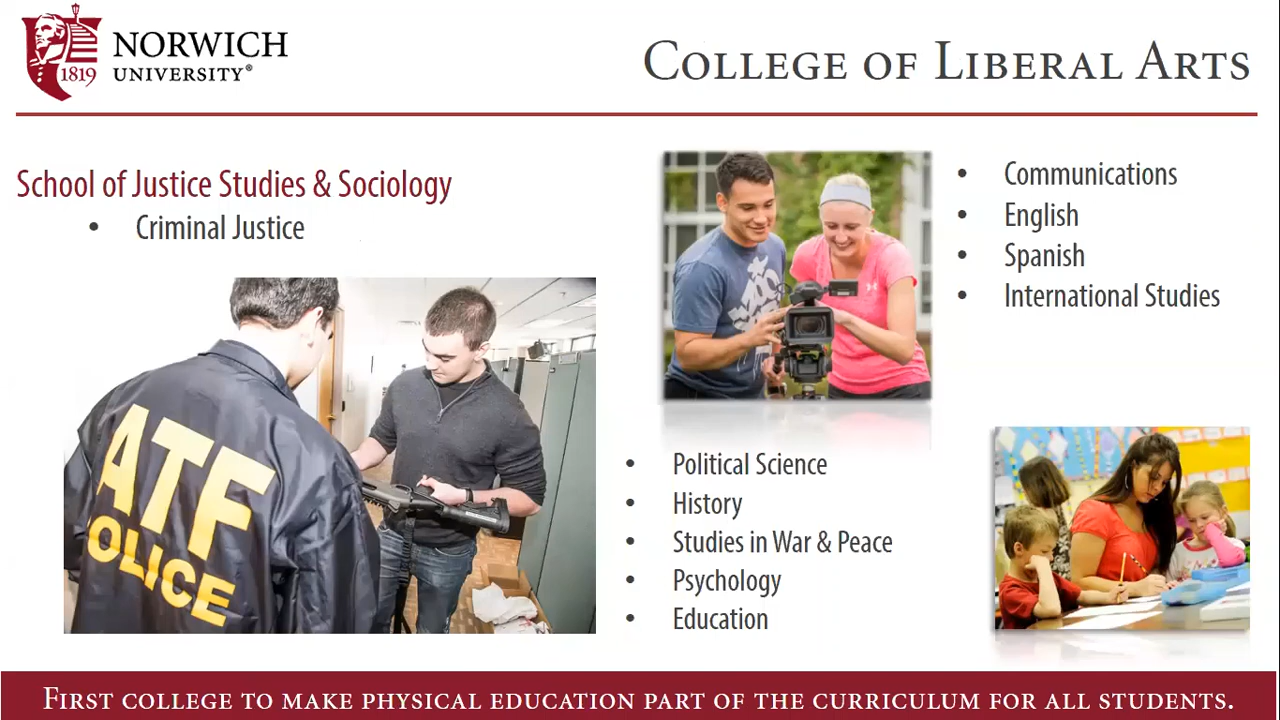 NORWICH
UNIVERSITY®
1819
COLLEGE OF LIBERAL ARTS
School of Justice Studies & Sociology
• Criminal Justice
ATF
POLICE
• Communications
• English
• Spanish
• International Studies
• Political Science
• History
• Studies in War & Peace
• Psychology
• Education
FIRST COLLEGE TO MAKE PHYSICAL EDUCATION PART OF THE CURRICULUM FOR ALL STUDENTS.